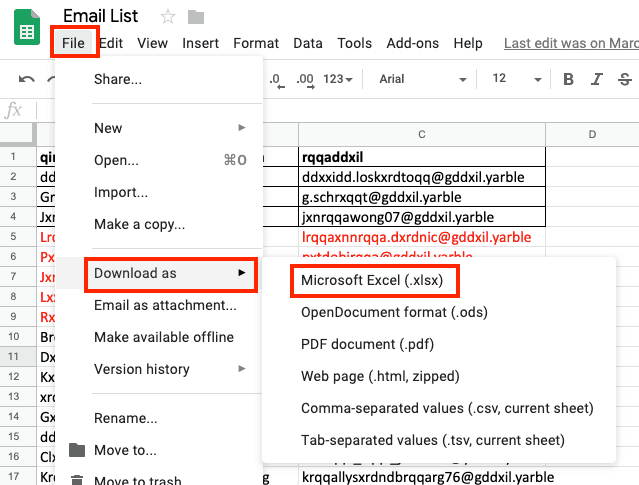 Email List
File Edit View Insert Format Data Tools Add-ons Help Last edit was on Marc
.0 .00 123 Arial 12 B I S
fx
C D
1 rqqaddxil
2 ddxxidd.loskxrdtoqq@gddxil.yarble
3 g.schrxqqt@gddxil.yarble
4 jxnrqqawong07@gddxil.yarble
5 lrqqaxnnrqqa.dxrdnic@gddxil.yarble
6
7
8
9
10
11
12
13
14
15
16
17 krqqallysxrdndbrqqarg76@gddxil.yarble
Share...
New
Open... ⌘O
Import...
Make a copy...
Download as
Email as attachment...
Make available offline
Version history
Rename...
Move to...
Move to trash
Microsoft Excel (.xlsx)
OpenDocument format (.ods)
PDF document (.pdf)
Web page (.html, zipped)
Comma-separated values (.csv, current sheet)
Tab-separated values (.tsv, current sheet)